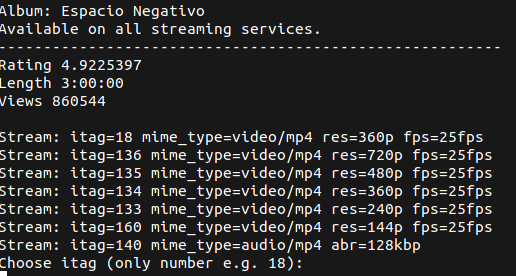 Album: Espacio Negativo
Available on all streaming services.
--------------------------------------------------------
Rating 4.9225397
Length 3:00:00
Views 860544
Stream: itag=18 mime_type=video/mp4 res=360p fps=25fps
Stream: itag=136 mime_type=video/mp4 res=720p fps=25fps
Stream: itag=135 mime_type=video/mp4 res=480p fps=25fps
Stream: itag=134 mime_type=video/mp4 res=360p fps=25fps
Stream: itag=133 mime_type=video/mp4 res=240p fps=25fps
Stream: itag=160 mime_type=video/mp4 res=144p fps=25fps
Stream: itag=140 mime_type=audio/mp4 abr=128kbp
Choose itag (only number e.g. 18):